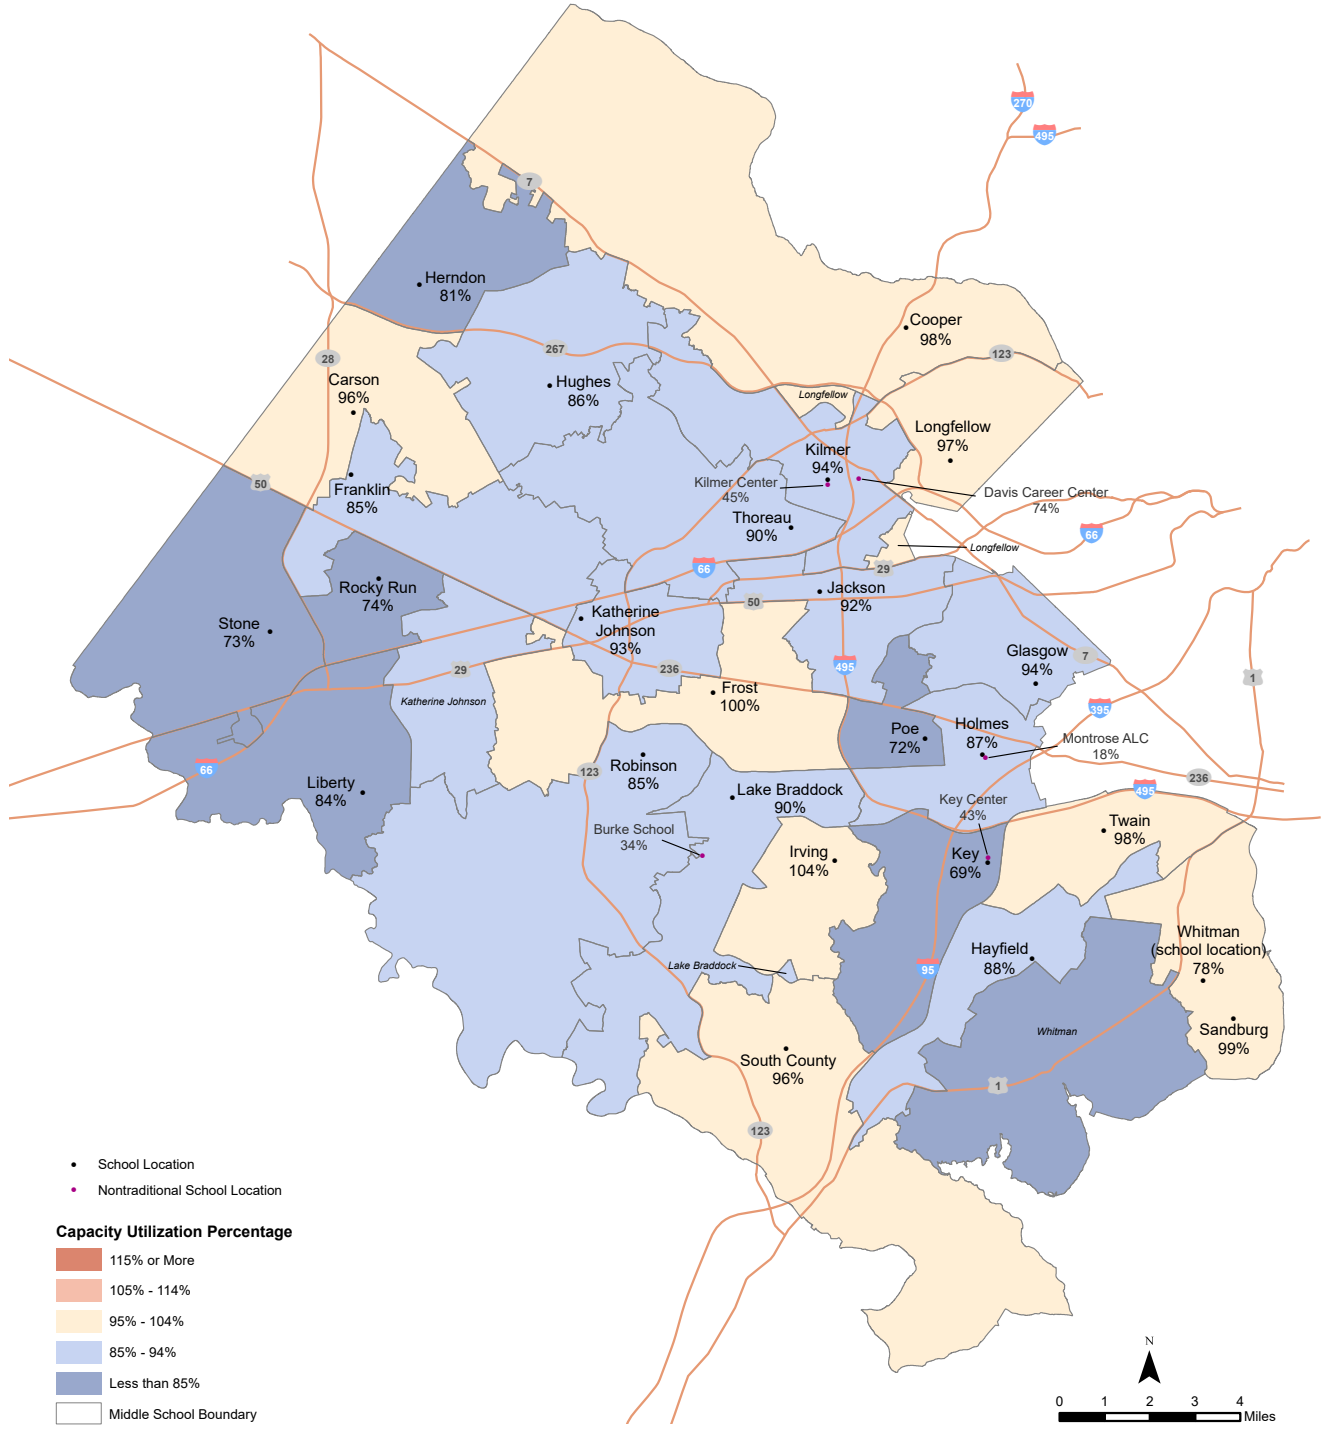 270
495
7
Herndon
81%
Cooper
98%
123
267
28
Carson
96%
Hughes
86%
Longfellow
Longfellow
97%
Kilmer
94%
Kilmer Center
45%
Davis Career Center
74%
50
Franklin
85%
Thoreau
90%
66
Longfellow
66
29
Rocky Run
74%
Jackson
92%
50
Katherine
Johnson
93%
Stone
73%
Glasgow
94%
7
29
236
495
1
Katherine Johnson
Frost
100%
395
Poe
72%
Holmes
87%
Montrose ALC
18%
66
123
Robinson
85%
236
Liberty
84%
Lake Braddock
90%
495
Key Center
43%
Twain
98%
Burke School
34%
Irving
104%
Key
69%
Whitman
(school location)
78%
Hayfield
88%
Lake Braddock
95
Whitman
Sandburg
99%
South County
96%
1
123
School Location
Nontraditional School Location
Capacity Utilization Percentage
115% or More
105% - 114%
95% - 104%
85% - 94%
Less than 85%
Middle School Boundary
N
0 1 2 3 4
Miles